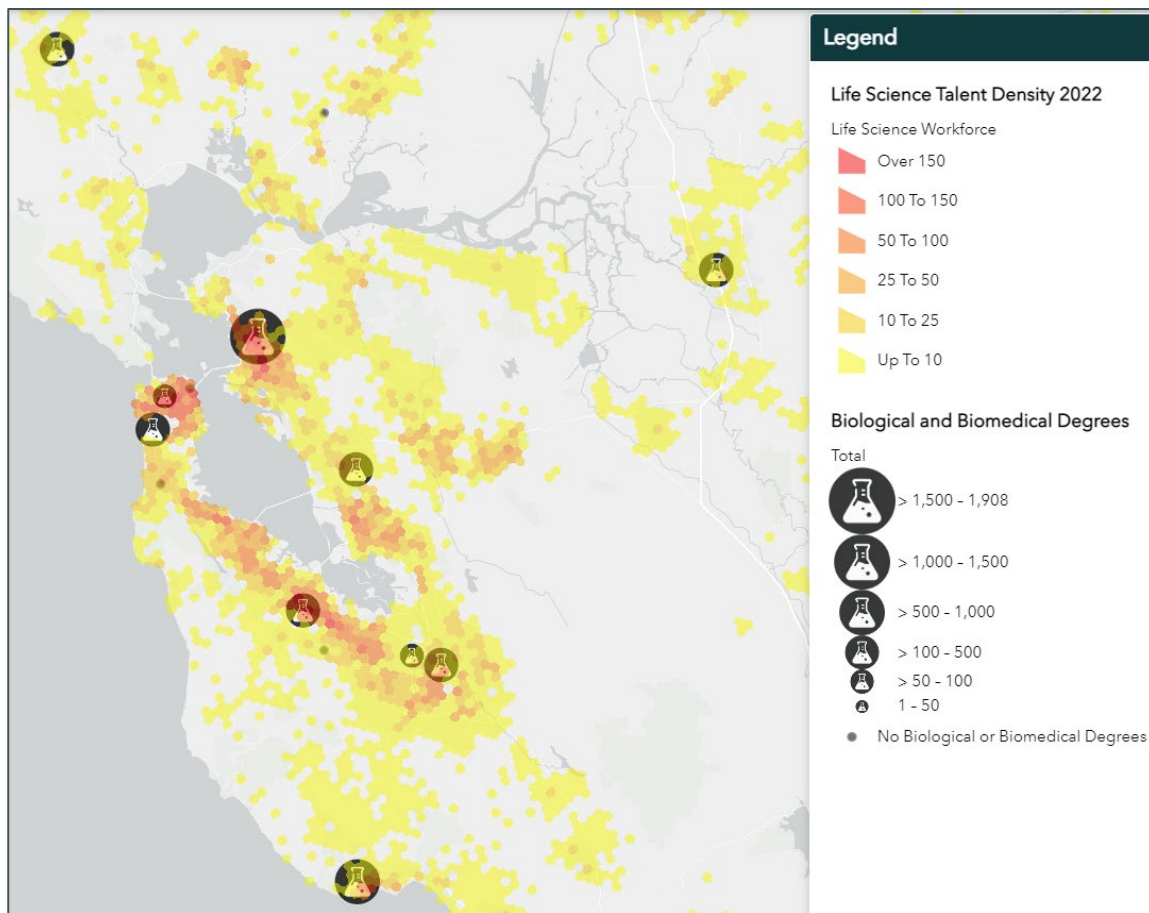 Legend
Life Science Talent Density 2022
Life Science Workforce
Over 150
100 To 150
50 To 100
25 To 50
10 To 25
Up To 10
Biological and Biomedical Degrees
Total
> 1,500 - 1,908
> 1,000 - 1,500
> 500 - 1,000
> 100 - 500
> 50 - 100
1 - 50
No Biological or Biomedical Degrees